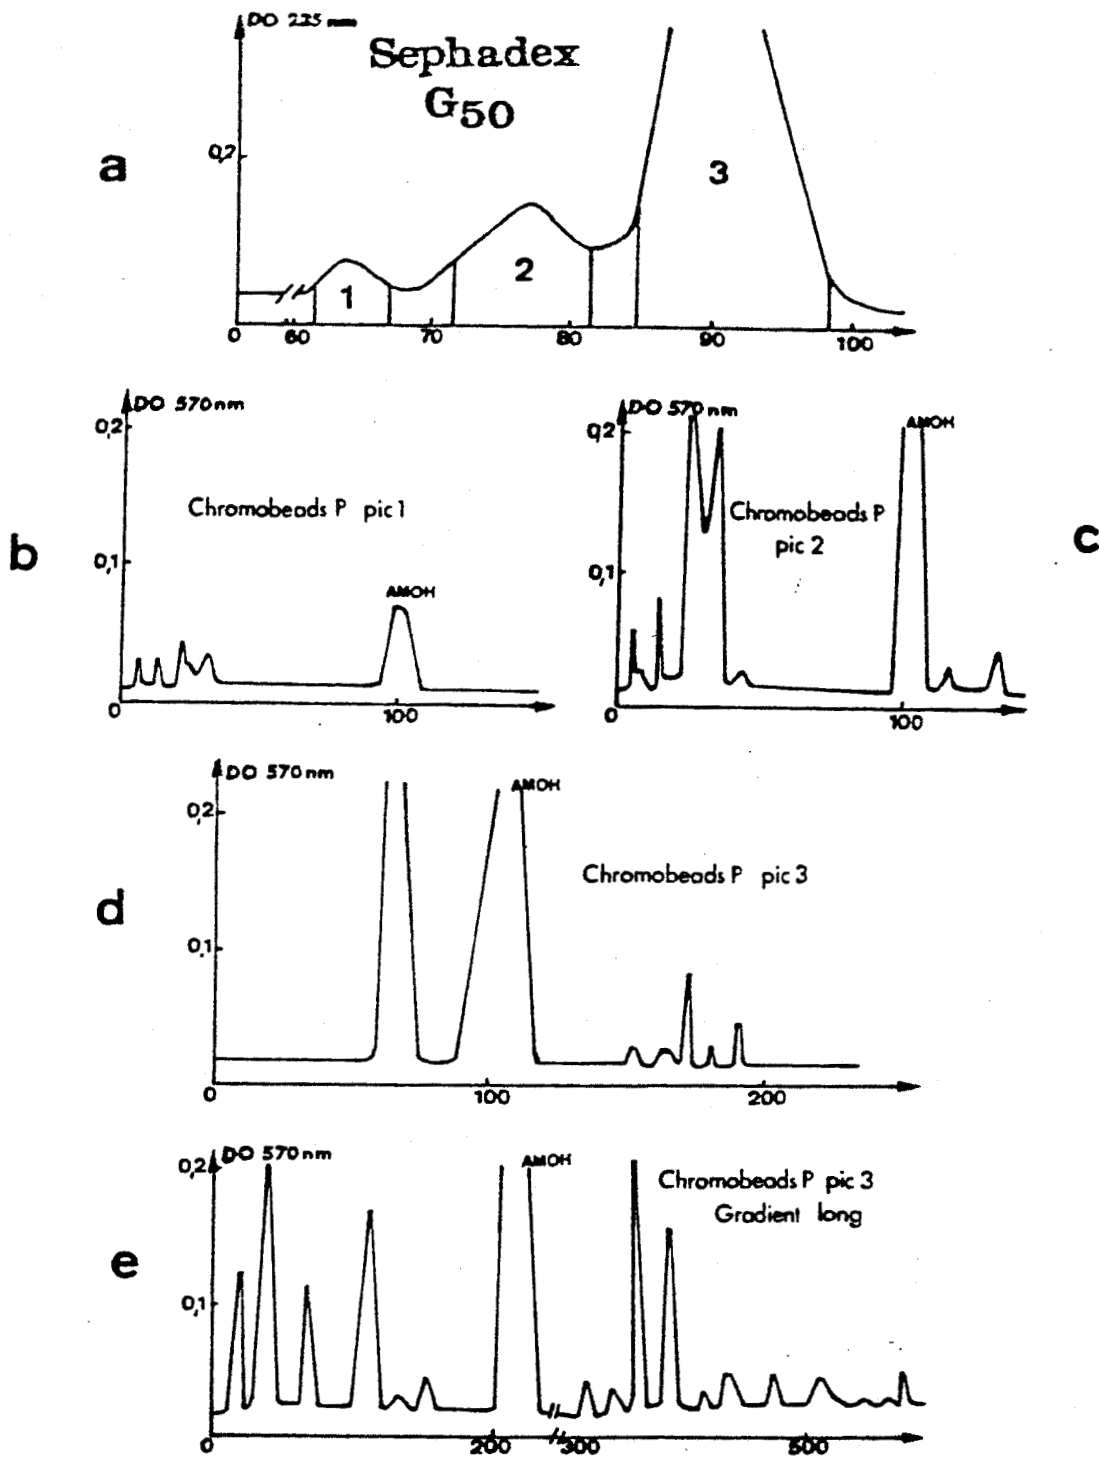 DO 225 nm
Sephadex
G50
a
0,2
1
2
3
0
60
70
80
90
100
DO 570nm
0,2
Chromobeads P pic 1
b
0,1
AMOH
0
100
DO 570nm
0,2
AMOH
Chromobeads P
pic 2
c
0,1
0
100
DO 570nm
0,2
AMOH
Chromobeads P pic 3
d
0,1
0
100
200
DO 570nm
0,2
AMOH
Chromobeads P pic 3
Gradient long
e
0,1
0
200
300
500